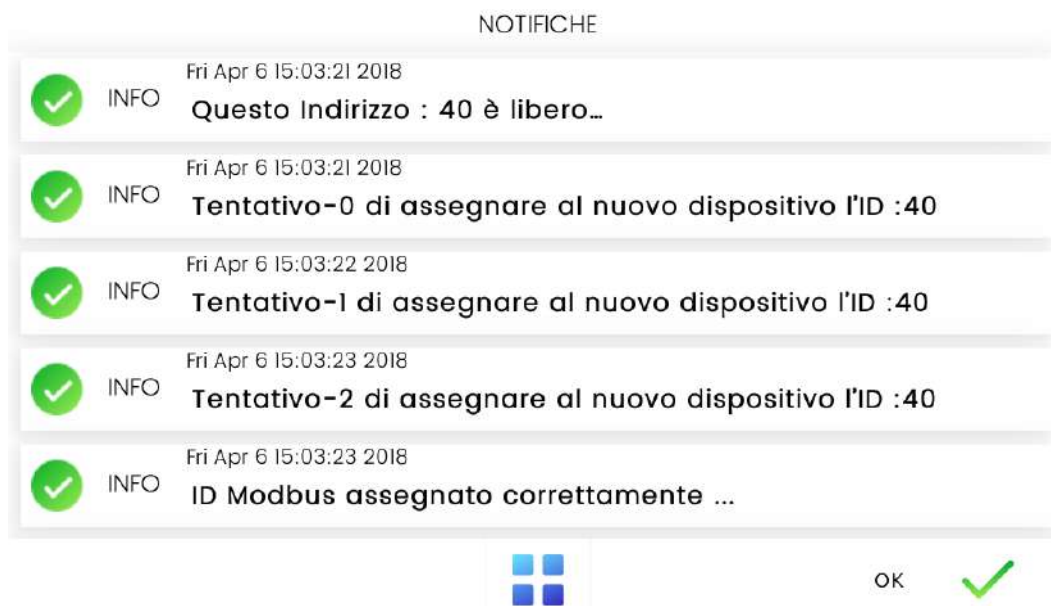 NOTIFICHE
Fri Apr 6 15:03:21 2018
INFO
Questo Indirizzo : 40 è libero...
Fri Apr 6 15:03:21 2018
INFO
Tentativo-0 di assegnare al nuovo dispositivo l'ID :40
Fri Apr 6 15:03:22 2018
INFO
Tentativo-1 di assegnare al nuovo dispositivo l'ID :40
Fri Apr 6 15:03:23 2018
INFO
Tentativo-2 di assegnare al nuovo dispositivo l'ID :40
Fri Apr 6 15:03:23 2018
INFO
ID Modbus assegnato correttamente ...
OK